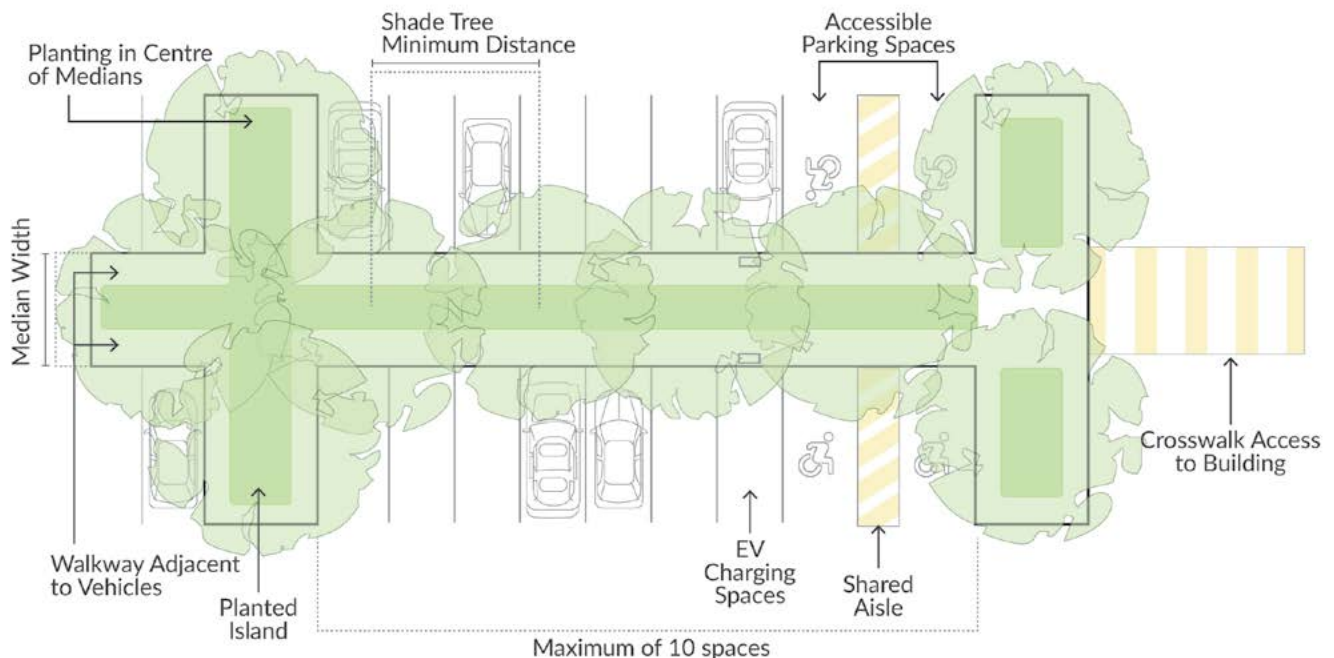 Shade Tree
Minimum Distance
Accessible
Parking Spaces
Planting in Centre
of Medians
Median Width
Crosswalk Access
to Building
Walkway Adjacent
to Vehicles
Planted
Island
EV
Charging
Spaces
Shared
Aisle
Maximum of 10 spaces